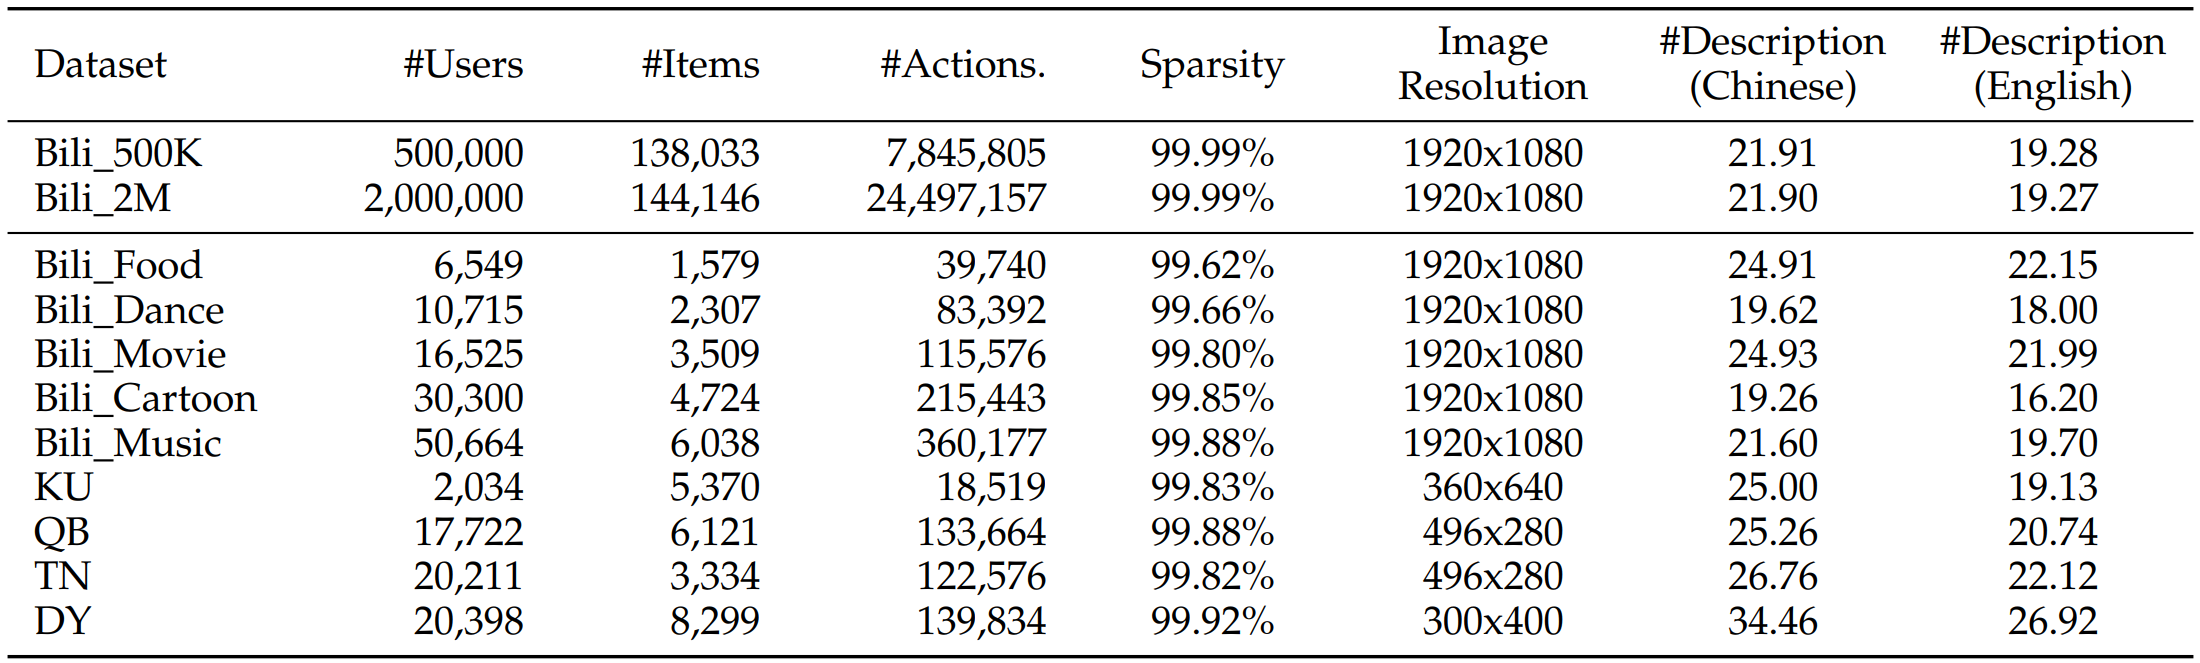 Dataset #Users #Items #Actions. Sparsity Image Resolution #Description (Chinese) #Description (English)
Bili_500K 500,000 138,033 7,845,805 99.99% 1920x1080 21.91 19.28
Bili_2M 2,000,000 144,146 24,497,157 99.99% 1920x1080 21.90 19.27
Bili_Food 6,549 1,579 39,740 99.62% 1920x1080 24.91 22.15
Bili_Dance 10,715 2,307 83,392 99.66% 1920x1080 19.62 18.00
Bili_Movie 16,525 3,509 115,576 99.80% 1920x1080 24.93 21.99
Bili_Cartoon 30,300 4,724 215,443 99.85% 1920x1080 19.26 16.20
Bili_Music 50,664 6,038 360,177 99.88% 1920x1080 21.60 19.70
KU 2,034 5,370 18,519 99.83% 360x640 25.00 19.13
QB 17,722 6,121 133,664 99.88% 496x280 25.26 20.74
TN 20,211 3,334 122,576 99.82% 496x280 26.76 22.12
DY 20,398 8,299 139,834 99.92% 300x400 34.46 26.92